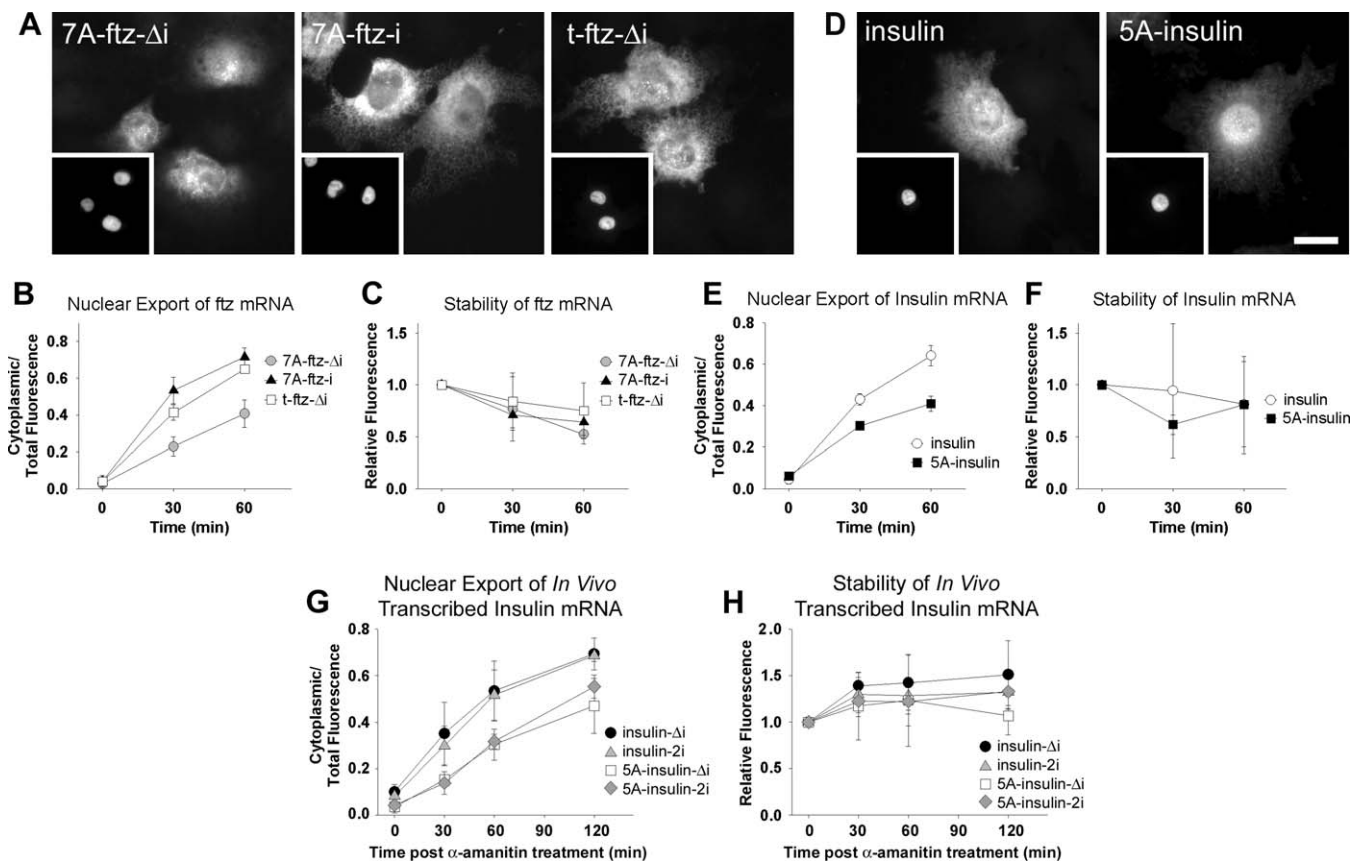 A
7A-ftz-Δi
7A-ftz-i
t-ftz-Δi
D
insulin
5A-insulin
B
Nuclear Export of ftz mRNA
Cytoplasmic/
Total Fluorescence
0.8
0.6
0.4
0.2
0.0
0
30
60
Time (min)
7A-ftz-Δi
7A-ftz-i
t-ftz-Δi
C
Stability of ftz mRNA
Relative Fluorescence
1.5
1.0
0.5
0.0
0
30
60
Time (min)
7A-ftz-Δi
7A-ftz-i
t-ftz-Δi
E
Nuclear Export of Insulin mRNA
Cytoplasmic/
Total Fluorescence
0.8
0.6
0.4
0.2
0.0
0
30
60
Time (min)
insulin
5A-insulin
F
Stability of Insulin mRNA
Relative Fluorescence
1.5
1.0
0.5
0.0
0
30
60
Time (min)
insulin
5A-insulin
G
Nuclear Export of In Vivo
Transcribed Insulin mRNA
Cytoplasmic/
Total Fluorescence
0.8
0.6
0.4
0.2
0.0
0
30
60
90
120
Time post α-amanitin treatment (min)
insulin-Δi
insulin-2i
5A-insulin-Δi
5A-insulin-2i
H
Stability of In Vivo
Transcribed Insulin mRNA
Relative Fluorescence
2.0
1.5
1.0
0.5
0.0
0
30
60
90
120
Time post α-amanitin treatment (min)
insulin-Δi
insulin-2i
5A-insulin-Δi
5A-insulin-2i